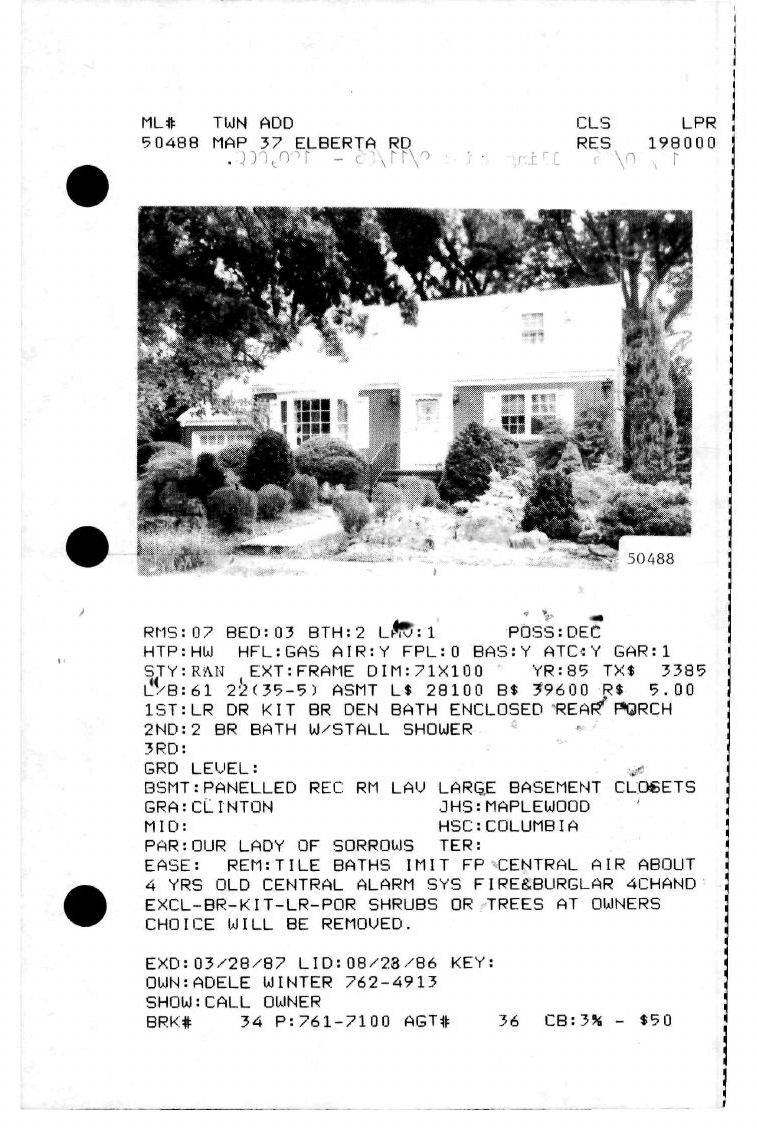 ML# TWN ADD CLS LPR
50488 MAP 37 ELBERTA RD RES 198000
50488
RMS:07 BED:03 BTH:2 LAV:1 POSS:DEC
HTP:HW HFL:GAS AIR:Y FPL:0 BAS:Y ATC:Y GAR:1
STY:RAN EXT:FRAME DIM:71X100 YR:85 TX$ 3385
L/B:61 22(35-5) ASMT L$ 28100 B$ 39600 R$ 5.00
1ST:LR DR KIT BR DEN BATH ENCLOSED REAR PORCH
2ND:2 BR BATH W/STALL SHOWER
3RD:
GRD LEVEL:
BSMT:PANELLED REC RM LAV LARGE BASEMENT CLOSETS
GRA:CLINTON JHS:MAPLEWOOD
MID: HSC:COLUMBIA
PAR:OUR LADY OF SORROWS TER:
EASE: REM:TILE BATHS IMIT FP CENTRAL AIR ABOUT
4 YRS OLD CENTRAL ALARM SYS FIRE&BURGLAR 4CHAND
EXCL-BR-KIT-LR-POR SHRUBS OR TREES AT OWNERS
CHOICE WILL BE REMOVED.
EXD:03/28/87 LID:08/28/86 KEY:
OWN:ADELE WINTER 762-4913
SHOW:CALL OWNER
BRK# 34 P:761-7100 AGT# 36 CB:3% - $50